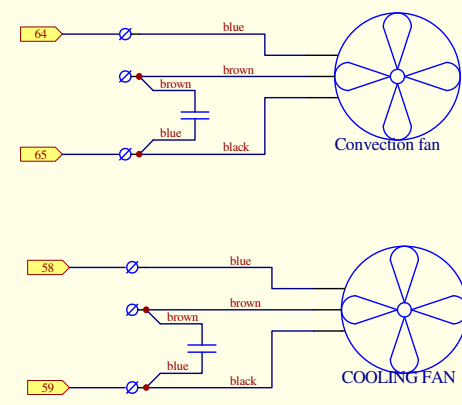 64
blue
brown
brown
blue
65
black
Convection fan
58
blue
brown
brown
blue
59
black
COOLING FAN